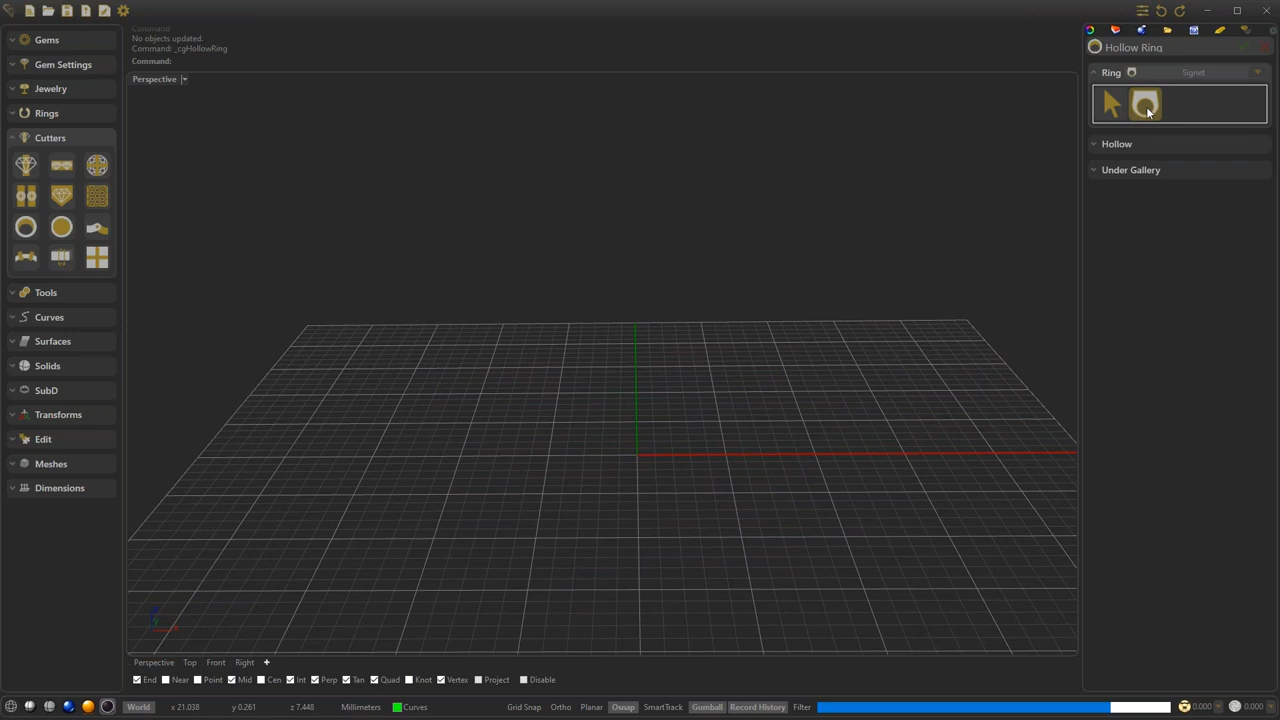 Command
No objects updated.
Command: _cgHollowRing
Command:
Perspective
Gems
Gem Settings
Jewelry
Rings
Cutters
Tools
Curves
Surfaces
Solids
SubD
Transforms
Edit
Meshes
Dimensions
Hollow Ring
Ring
Signet
Hollow
Under Gallery
z
y
x
Perspective Top Front Right
End Near Point Mid Cen Int Perp Tan Quad Knot Vertex Project Disable
World x 21.038 y 0.261 z 7.448 Millimeters Curves Grid Snap Ortho Planar Osnap SmartTrack Gumball Record History Filter 0.000 0.000